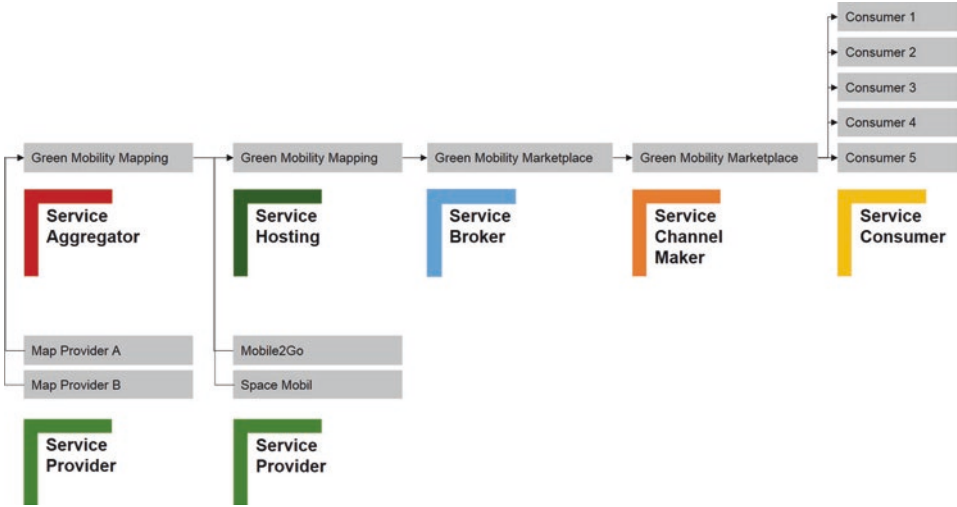 Consumer 1
Consumer 2
Consumer 3
Consumer 4
Green Mobility Mapping
Green Mobility Mapping
Green Mobility Marketplace
Green Mobility Marketplace
Consumer 5
Service
Aggregator
Service
Hosting
Service
Broker
Service
Channel
Maker
Service
Consumer
Map Provider A
Map Provider B
Mobile2Go
Space Mobil
Service
Provider
Service
Provider